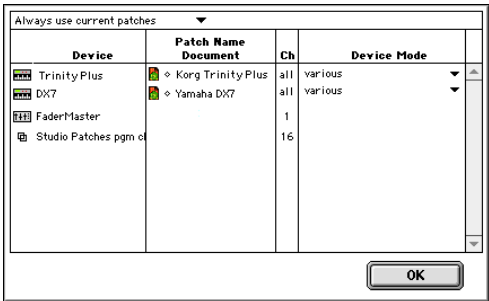 Always use current patches
Device Patch Name Document Ch Device Mode
Trinity Plus Korg Trinity Plus all various
DX7 Yamaha DX7 all various
FaderMaster 1
Studio Patches pgm cl 16
OK